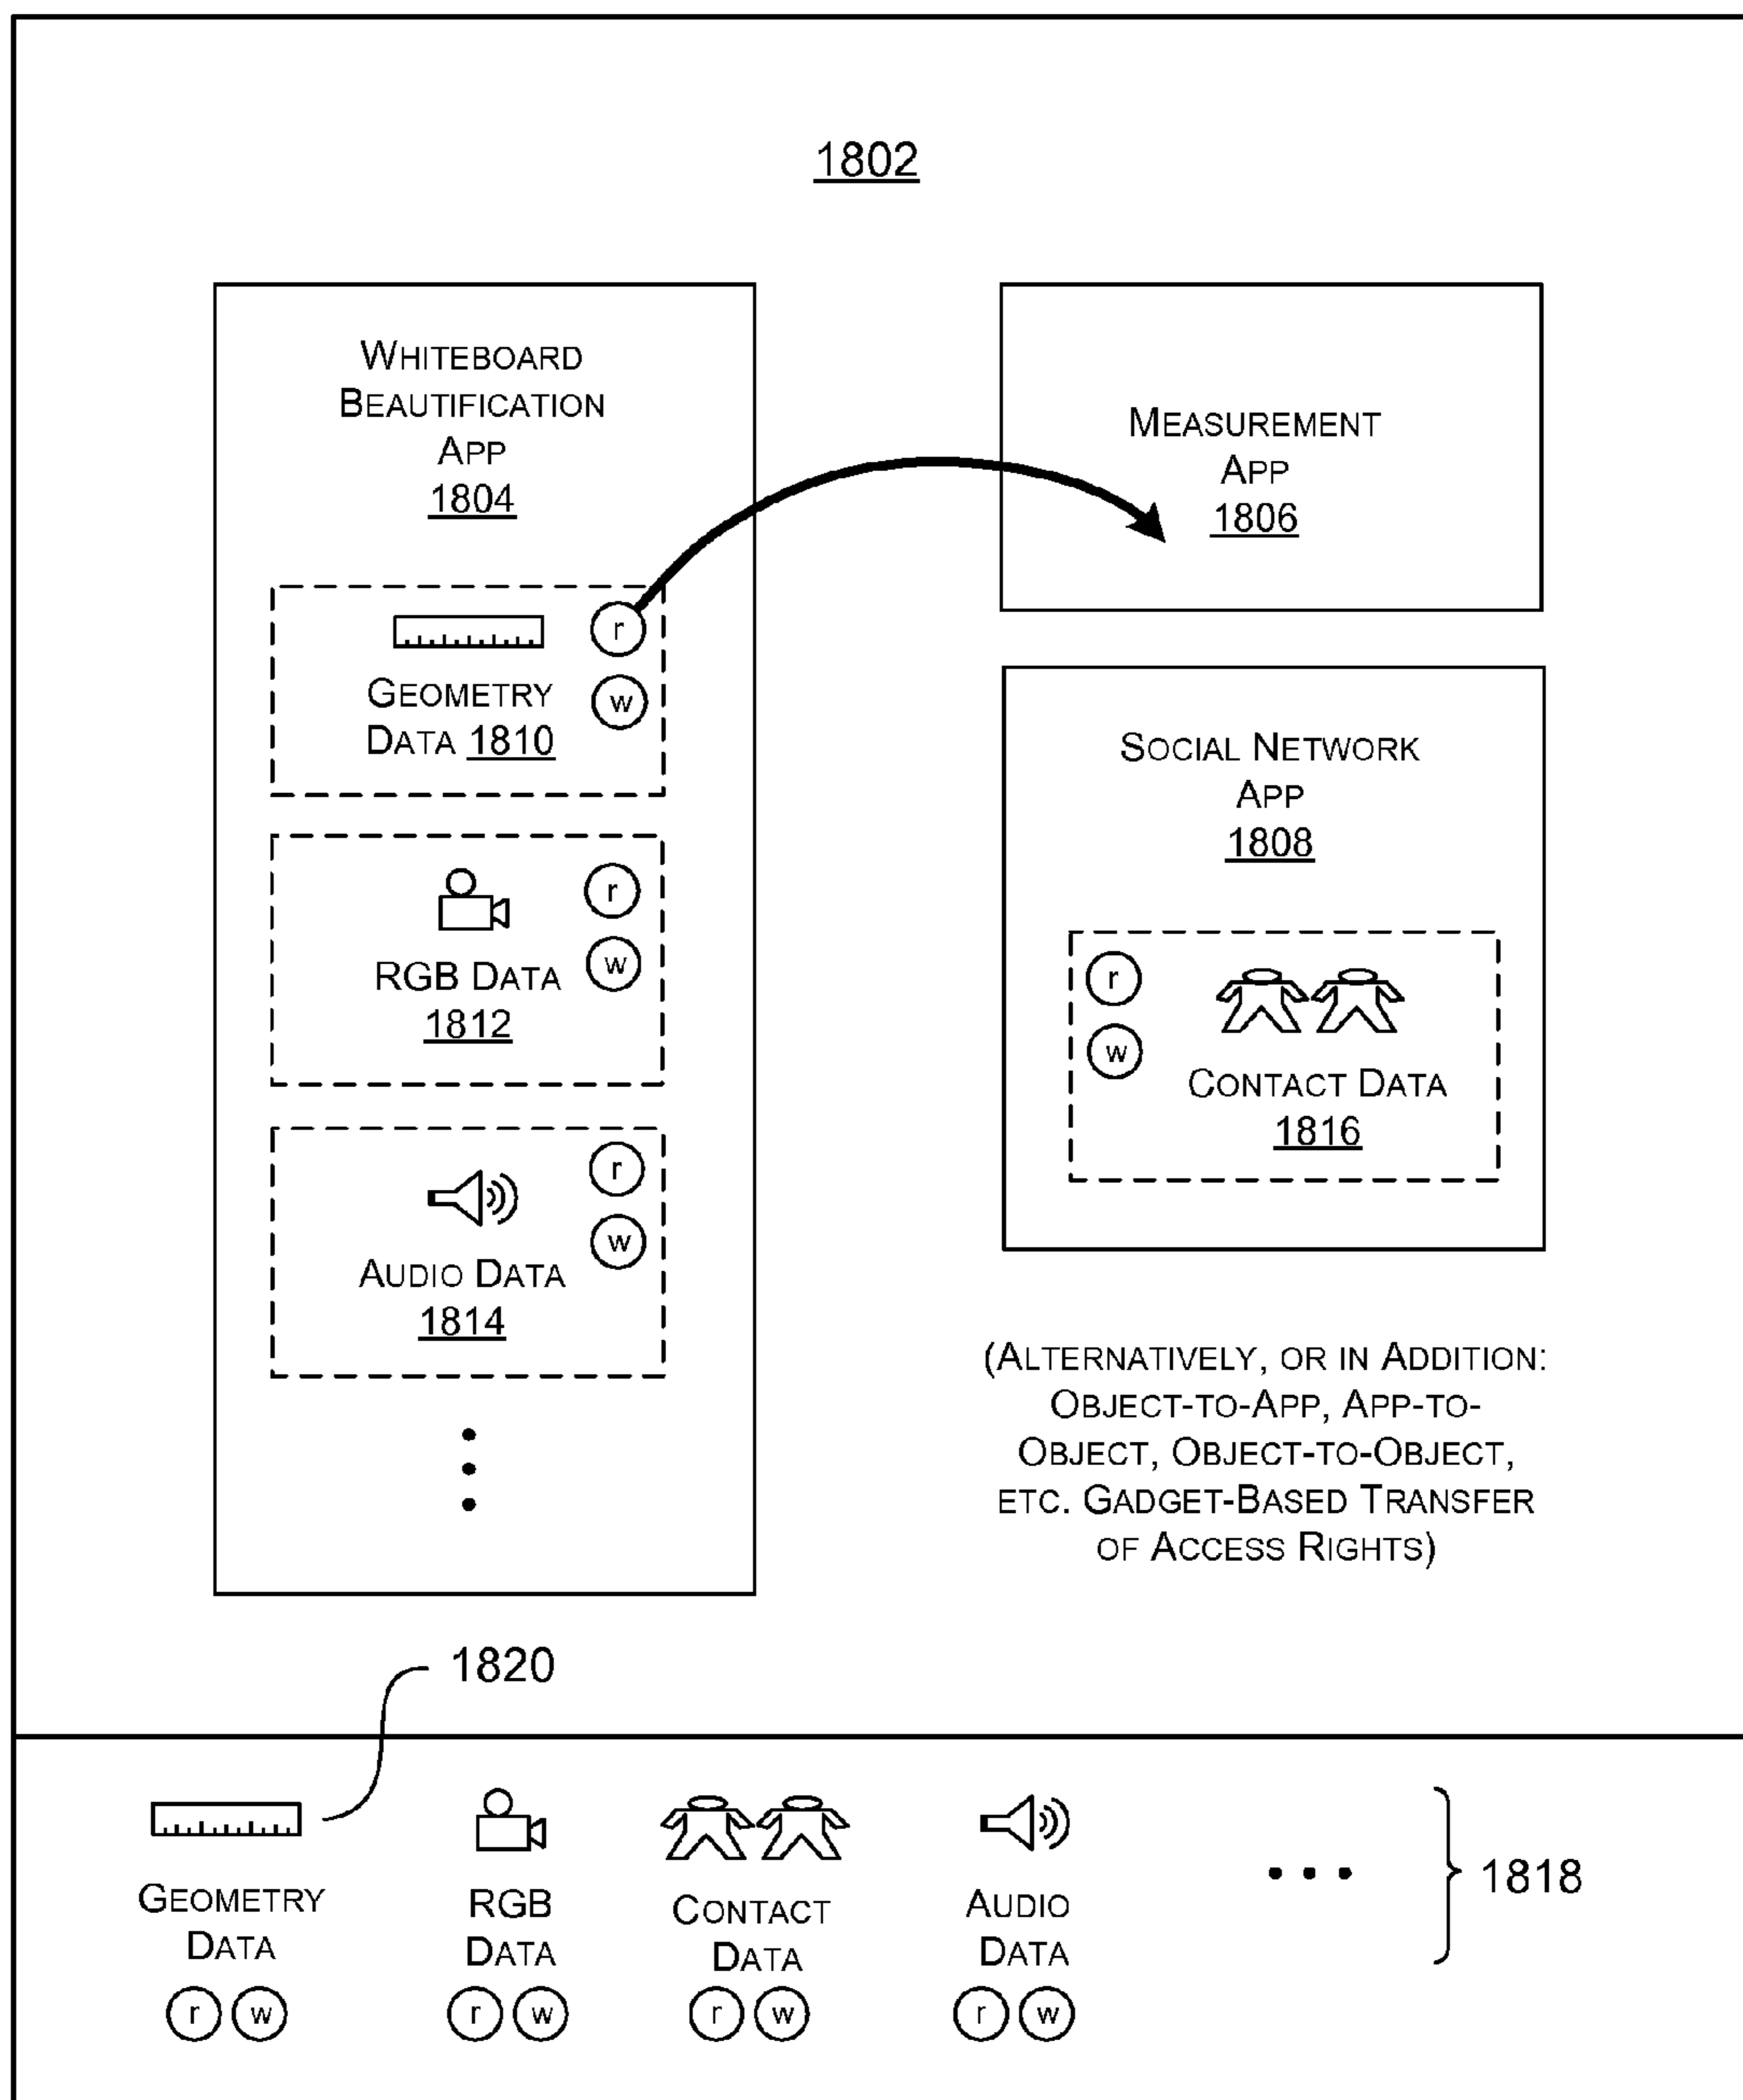 1802
WHITEBOARD
BEAUTIFICATION
APP
1804
r
GEOMETRY
w
DATA 1810
r
w
RGB DATA
1812
r
w
AUDIO DATA
1814
MEASUREMENT
APP
1806
SOCIAL NETWORK
APP
1808
r
w
CONTACT DATA
1816
(ALTERNATIVELY, OR IN ADDITION:
OBJECT-TO-APP, APP-TO-
OBJECT, OBJECT-TO-OBJECT,
ETC. GADGET-BASED TRANSFER
OF ACCESS RIGHTS)
1820
GEOMETRY
DATA
r w
RGB
DATA
r w
CONTACT
DATA
r w
AUDIO
DATA
r w
1818